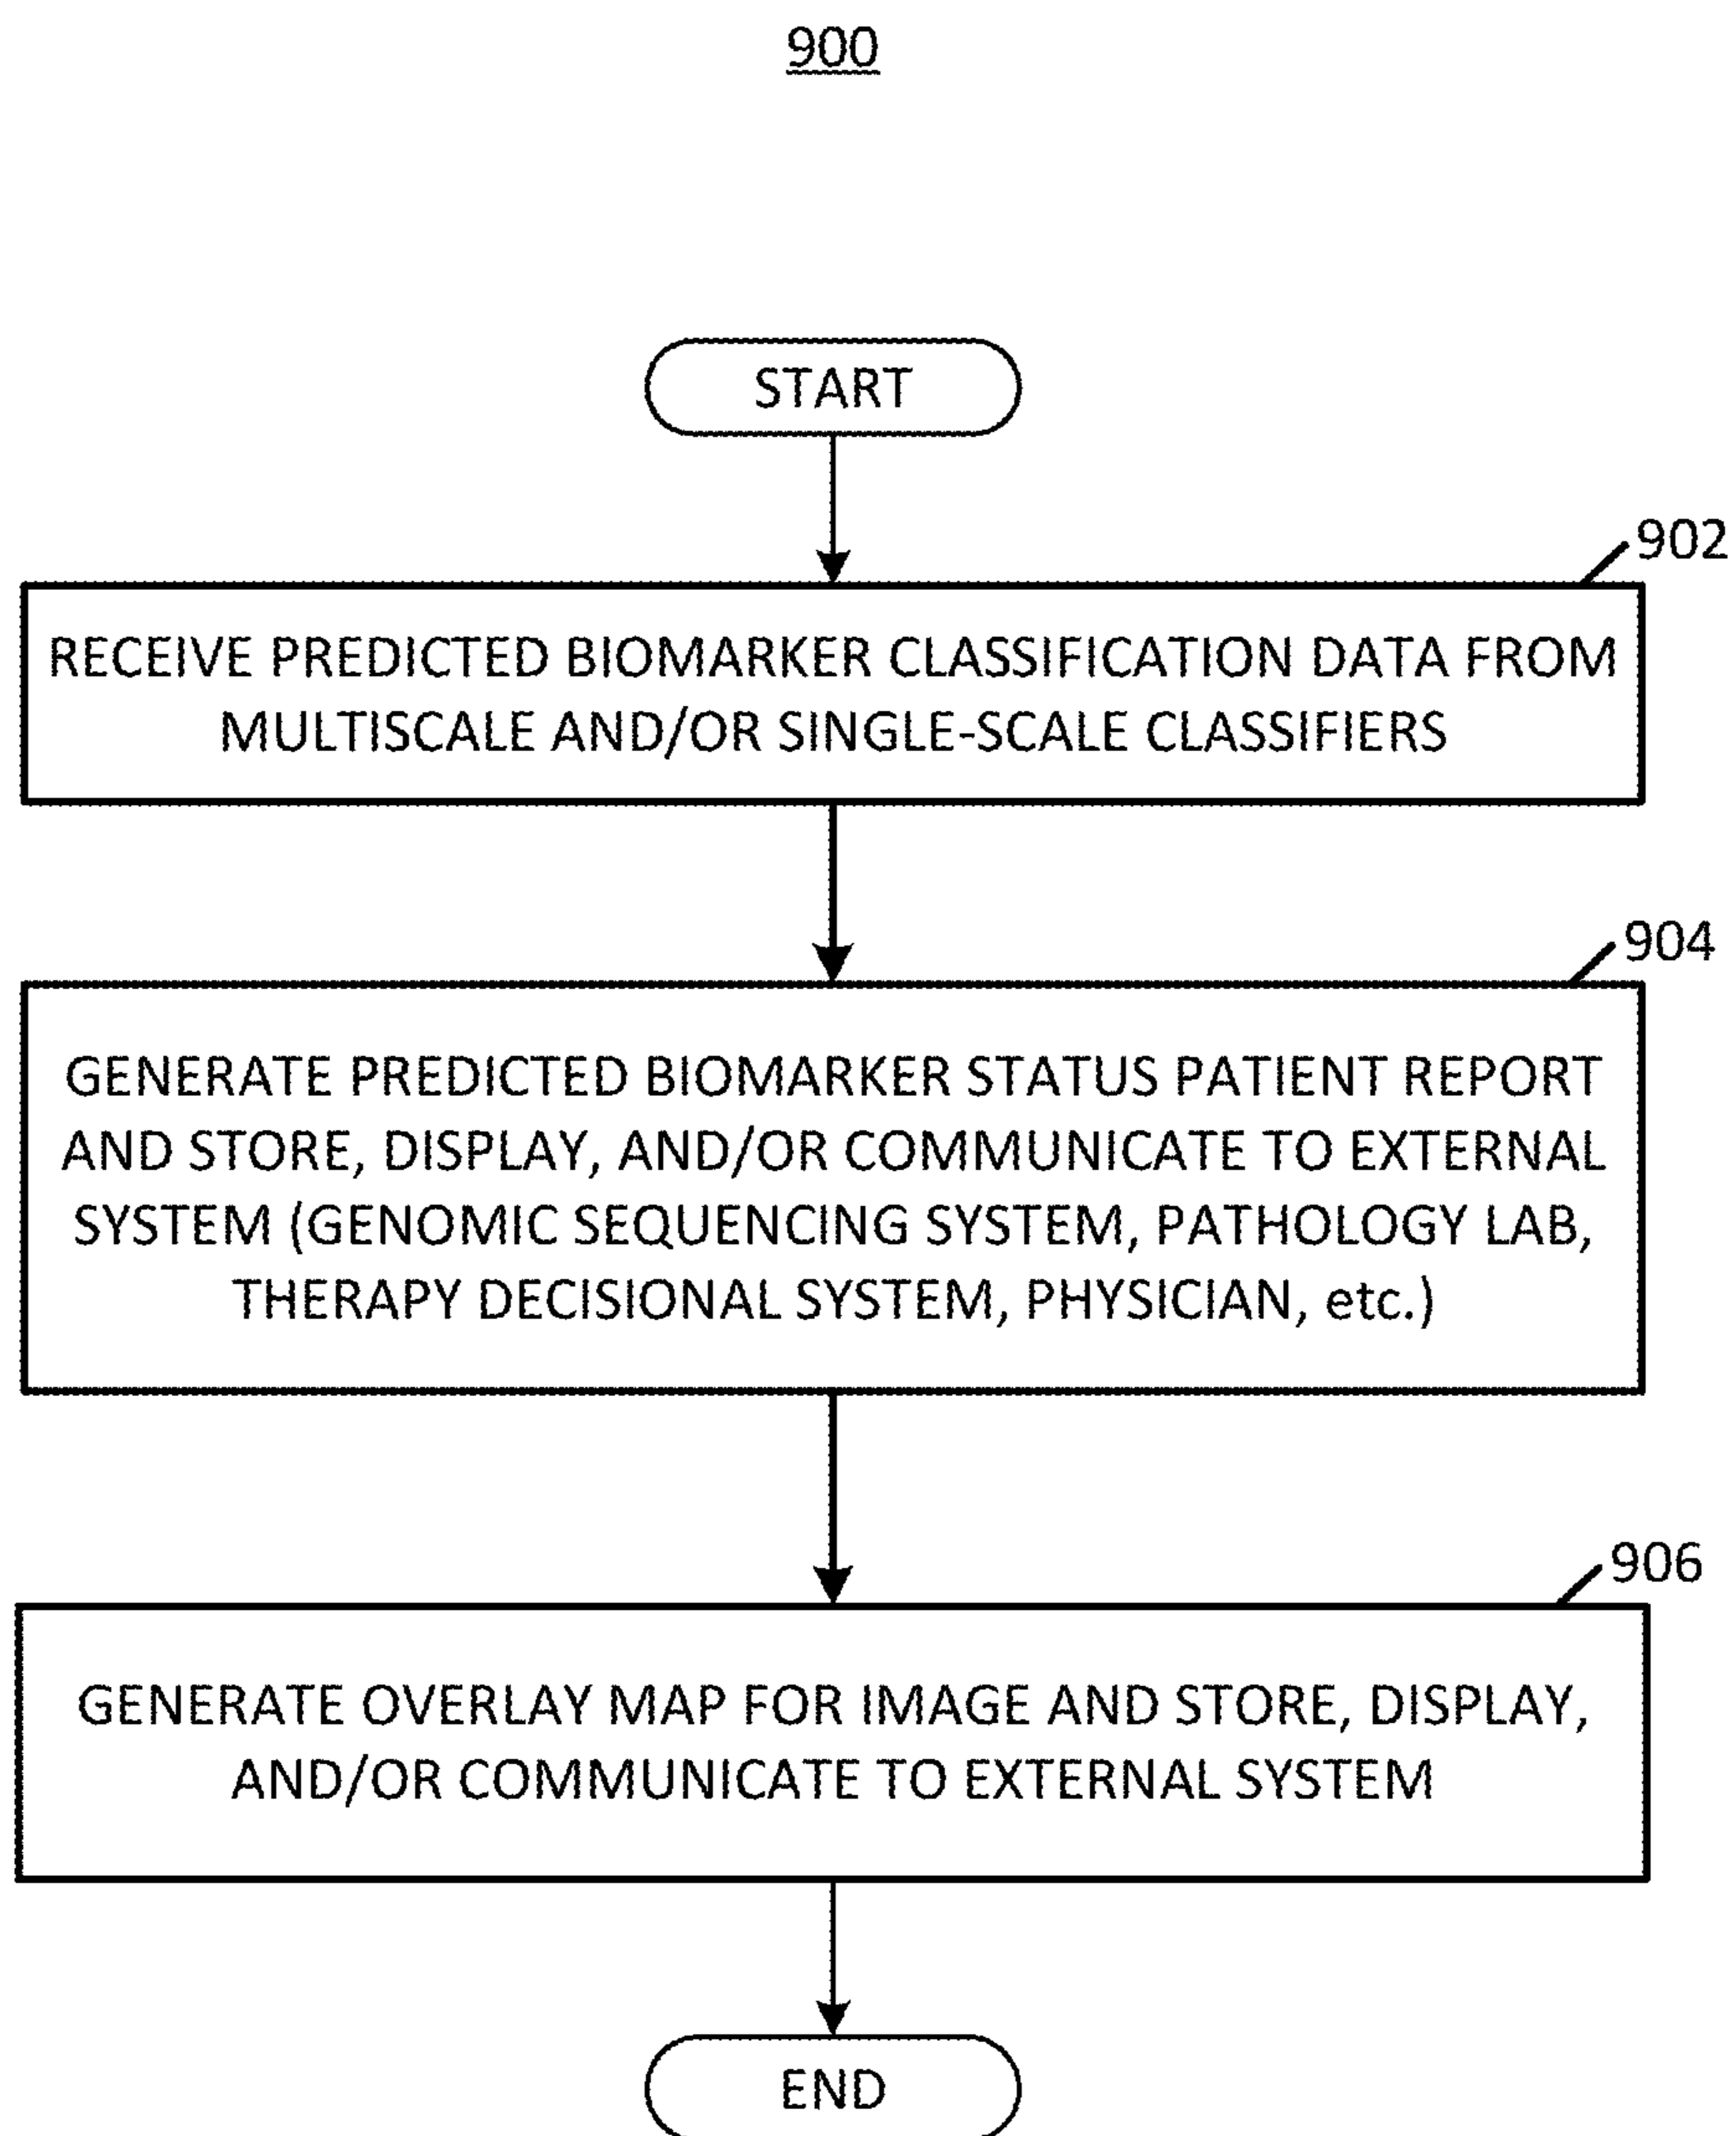 900
START
902
RECEIVE PREDICTED BIOMARKER CLASSIFICATION DATA FROM
MULTISCALE AND/OR SINGLE-SCALE CLASSIFIERS
904
GENERATE PREDICTED BIOMARKER STATUS PATIENT REPORT
AND STORE, DISPLAY, AND/OR COMMUNICATE TO EXTERNAL
SYSTEM (GENOMIC SEQUENCING SYSTEM, PATHOLOGY LAB,
THERAPY DECISIONAL SYSTEM, PHYSICIAN, etc.)
906
GENERATE OVERLAY MAP FOR IMAGE AND STORE, DISPLAY,
AND/OR COMMUNICATE TO EXTERNAL SYSTEM
END